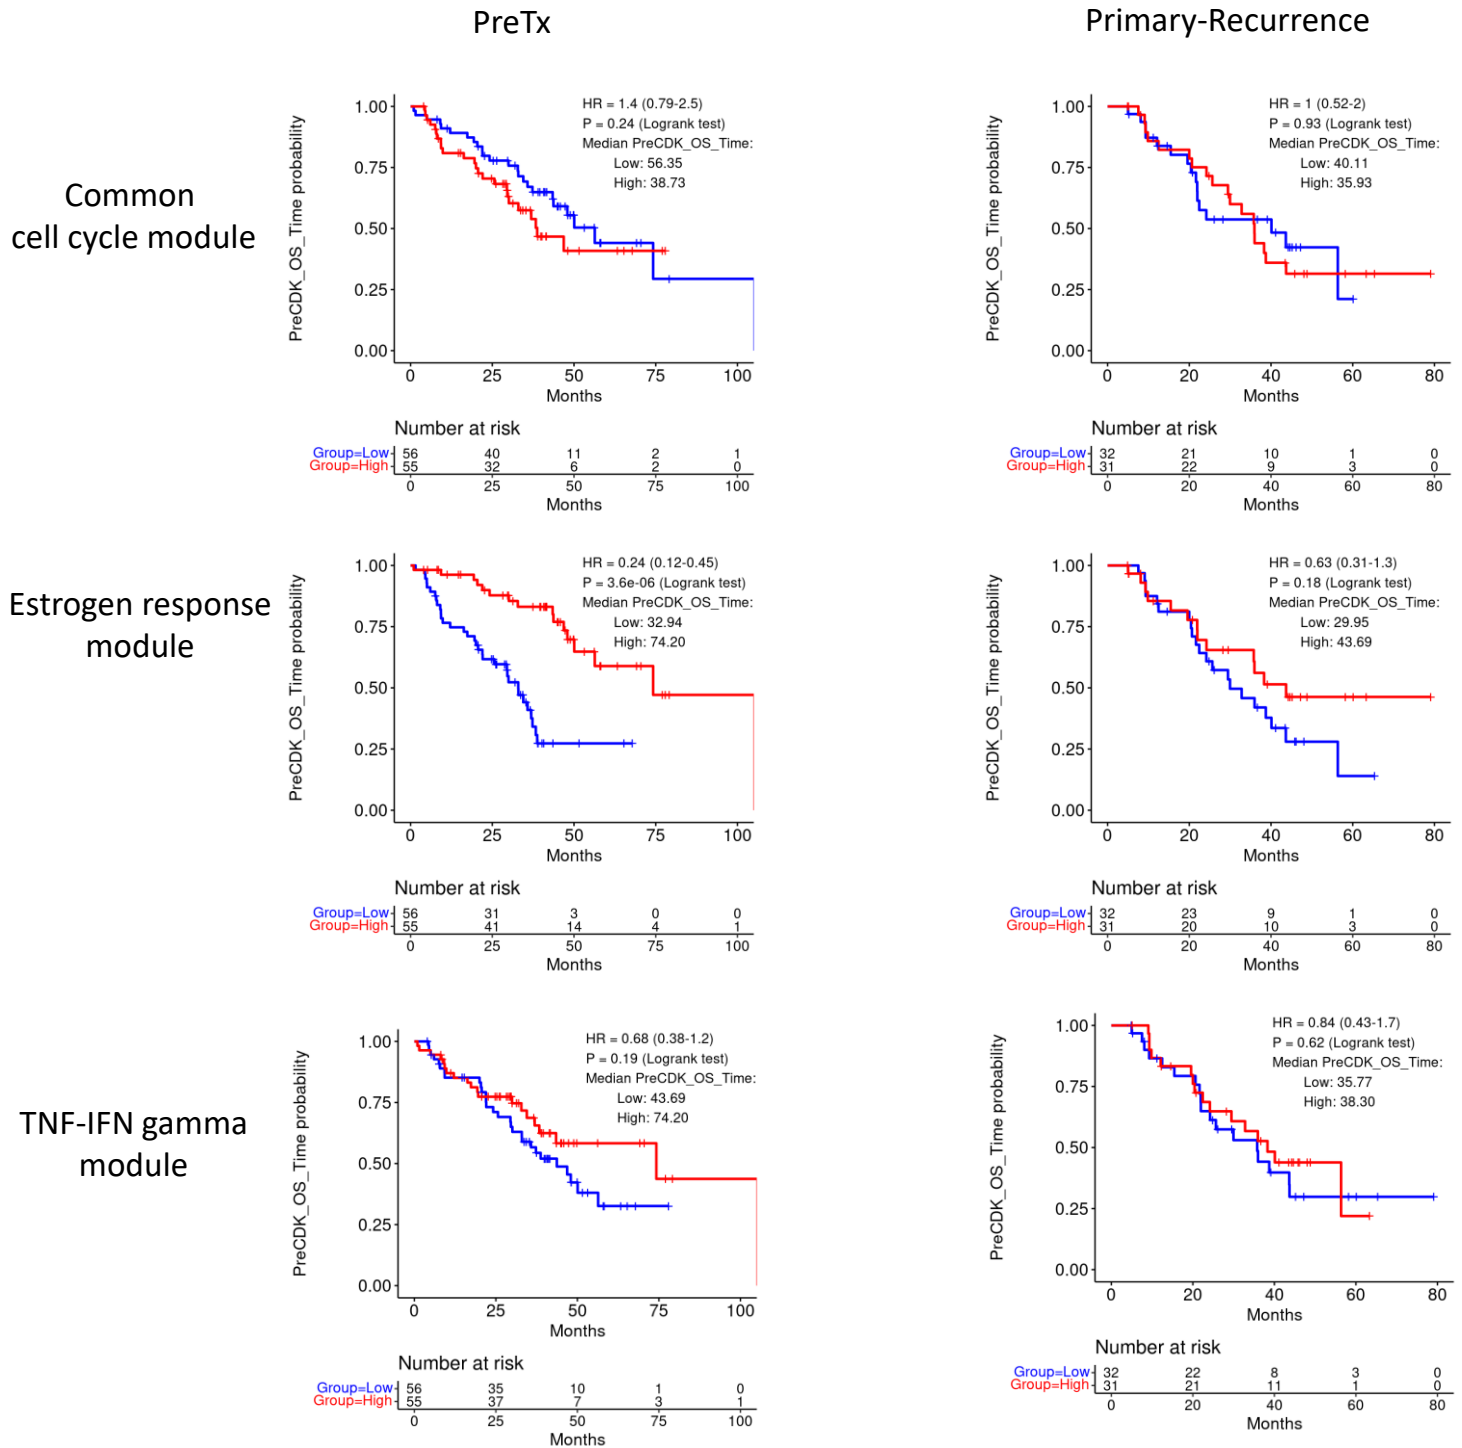 PreTx
Primary-Recurrence
Common
cell cycle module
PreCDK_OS_Time probability
1.00
0.75
0.50
0.25
0.00
HR = 1.4 (0.79-2.5)
P = 0.24 (Logrank test)
Median PreCDK_OS_Time:
Low: 56.35
High: 38.73
0 25 50 75 100
Months
Number at risk
Group=Low 56 40 11 2 1
Group=High 55 32 6 2 0
0 25 50 75 100
Months
PreCDK_OS_Time probability
1.00
0.75
0.50
0.25
0.00
HR = 1 (0.52-2)
P = 0.93 (Logrank test)
Median PreCDK_OS_Time:
Low: 40.11
High: 35.93
0 20 40 60 80
Months
Number at risk
Group=Low 32 21 10 1 0
Group=High 31 22 9 3 0
0 20 40 60 80
Months
Estrogen response
module
PreCDK_OS_Time probability
1.00
0.75
0.50
0.25
0.00
HR = 0.24 (0.12-0.45)
P = 3.6e-06 (Logrank test)
Median PreCDK_OS_Time:
Low: 32.94
High: 74.20
0 25 50 75 100
Months
Number at risk
Group=Low 56 31 3 0 0
Group=High 55 41 14 4 1
0 25 50 75 100
Months
PreCDK_OS_Time probability
1.00
0.75
0.50
0.25
0.00
HR = 0.63 (0.31-1.3)
P = 0.18 (Logrank test)
Median PreCDK_OS_Time:
Low: 29.95
High: 43.69
0 20 40 60 80
Months
Number at risk
Group=Low 32 23 9 1 0
Group=High 31 20 10 3 0
0 20 40 60 80
Months
TNF-IFN gamma
module
PreCDK_OS_Time probability
1.00
0.75
0.50
0.25
0.00
HR = 0.68 (0.38-1.2)
P = 0.19 (Logrank test)
Median PreCDK_OS_Time:
Low: 43.69
High: 74.20
0 25 50 75 100
Months
Number at risk
Group=Low 56 35 10 1 0
Group=High 55 37 7 3 1
0 25 50 75 100
Months
PreCDK_OS_Time probability
1.00
0.75
0.50
0.25
0.00
HR = 0.84 (0.43-1.7)
P = 0.62 (Logrank test)
Median PreCDK_OS_Time:
Low: 35.77
High: 38.30
0 20 40 60 80
Months
Number at risk
Group=Low 32 22 8 3 0
Group=High 31 21 11 1 0
0 20 40 60 80
Months